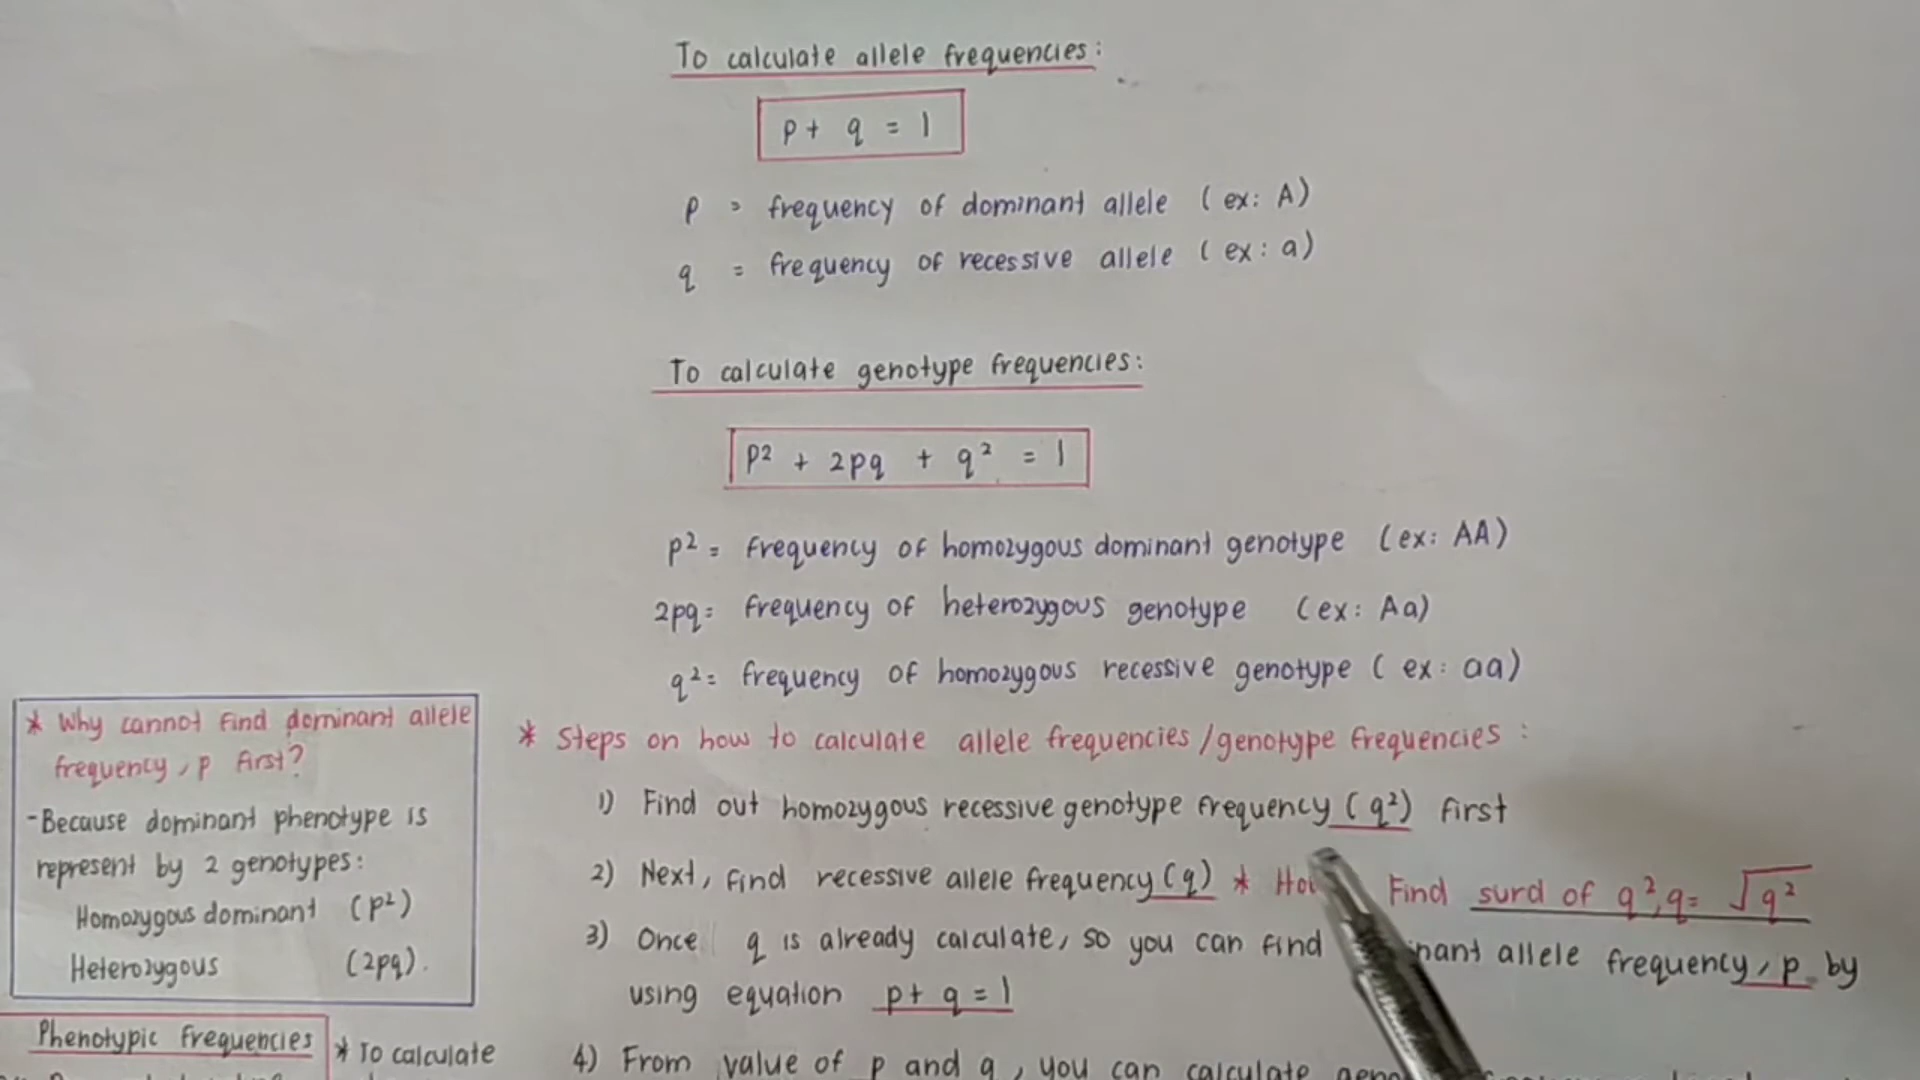 To calculate allele frequencies:
p + q = 1
p = frequency of dominant allele (ex: A)
q = frequency of recessive allele (ex: a)
To calculate genotype frequencies:
p² + 2pq + q² = 1
p² = frequency of homozygous dominant genotype (ex: AA)
2pq = frequency of heterozygous genotype (ex: Aa)
q² = frequency of homozygous recessive genotype (ex: aa)
* Steps on how to calculate allele frequencies/genotype frequencies:
1) Find out homozygous recessive genotype frequency (q²) first
2) Next, find recessive allele frequency (q) * Find surd of q², q = √q²
3) Once q is already calculate, so you can find allele frequency, p by
using equation p + q = 1
4) From value of p and q, you can calculate
* Why cannot find dominant allele
frequency, p first?
- Because dominant phenotype is
represent by 2 genotypes:
Homozygous dominant (p²)
Heterozygous (2pq).
Phenotypic frequencies
* To calculate